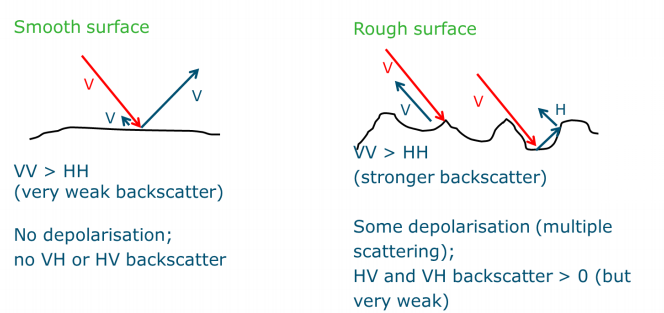 Smooth surface
V
V
V
VV > HH
(very weak backscatter)
No depolarisation;
no VH or HV backscatter
Rough surface
V
V
V
H
VV > HH
(stronger backscatter)
Some depolarisation (multiple
scattering);
HV and VH backscatter > 0 (but
very weak)